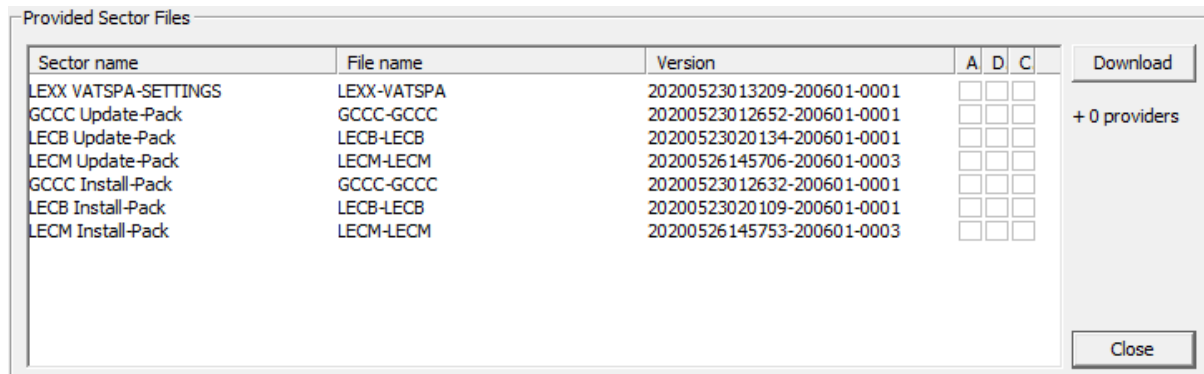 Provided Sector Files
Sector name File name Version A D C
LEXX VATSPA-SETTINGS LEXX-VATSPA 20200523013209-200601-0001
GCCC Update-Pack GCCC-GCCC 20200523012652-200601-0001
LECB Update-Pack LECB-LECB 20200523020134-200601-0001
LECM Update-Pack LECM-LECM 20200526145706-200601-0003
GCCC Install-Pack GCCC-GCCC 20200523012632-200601-0001
LECB Install-Pack LECB-LECB 20200523020109-200601-0001
LECM Install-Pack LECM-LECM 20200526145753-200601-0003
Download
+ 0 providers
Close